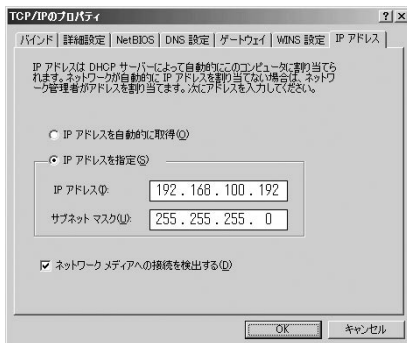 TCP/IPのプロパティ
バインド 詳細設定 NetBIOS DNS 設定 ゲートウェイ WINS 設定 IP アドレス
IP アドレスは DHCP サーバーによって自動的にこのコンピュータに割り当てら
れます。ネットワークが自動的に IP アドレスを割り当てない場合は、ネットワ
ーク管理者がアドレスを割り当てます。次にアドレスを入力してください。
IP アドレスを自動的に取得(O)
IP アドレスを指定(S)
IP アドレス(I): 192 . 168 . 100 . 192
サブネット マスク(U): 255 . 255 . 255 . 0
ネットワーク メディアへの接続を検出する(D)
OK キャンセル